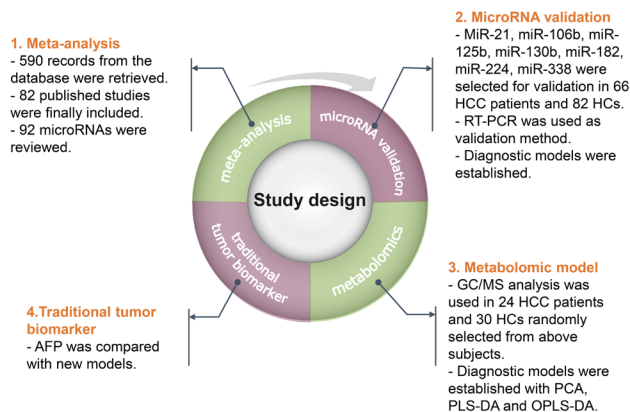 1. Meta-analysis
- 590 records from the
database were retrieved.
- 82 published studies
were finally included.
- 92 microRNAs were
reviewed.
2. MicroRNA validation
- MiR-21, miR-106b, miR-
125b, miR-130b, miR-182,
miR-224, miR-338 were
selected for validation in 66
HCC patients and 82 HCs.
- RT-PCR was used as
validation method.
- Diagnostic models were
established.
meta-analysis
microRNA validation
Study design
traditional
tumor biomarker
metabolomics
3. Metabolomic model
- GC/MS analysis was
used in 24 HCC patients
and 30 HCs randomly
selected from above
subjects.
- Diagnostic models were
established with PCA,
PLS-DA and OPLS-DA.
4.Traditional tumor
biomarker
- AFP was compared
with new models.